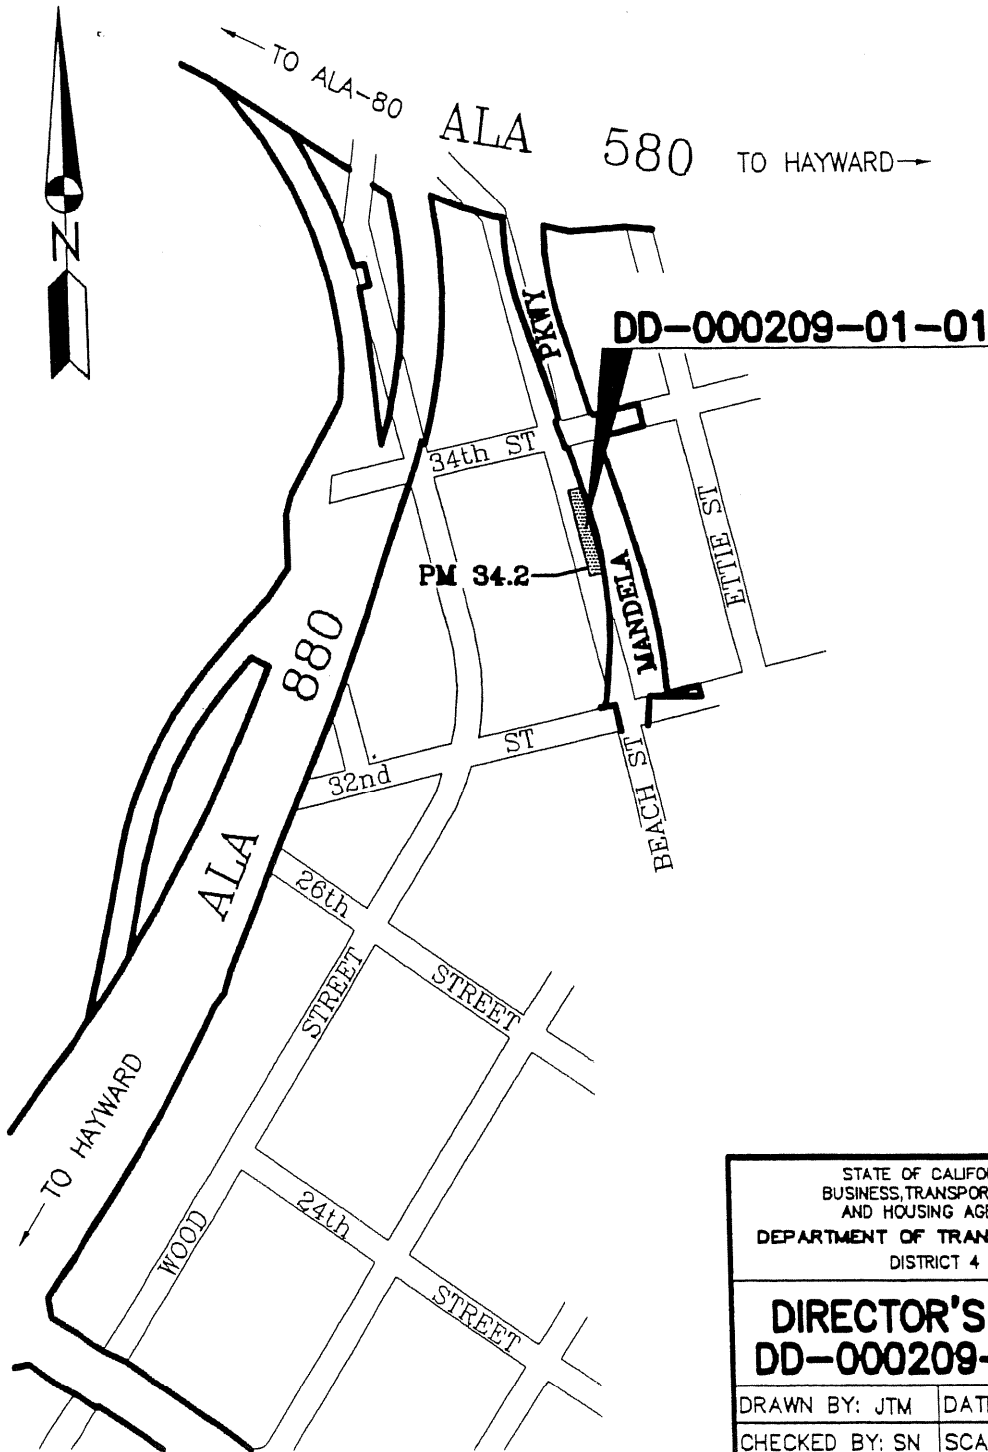 TO ALA-80
ALA 580 TO HAYWARD
N
PKWY
DD-000209-01-01
34th ST
ETTIE ST
PM 34.2
MANDELA
880
ST
32nd
BEACH ST
ALA
26th
STREET
STREET
TO HAYWARD
24th
WOOD
STREET
STATE OF CALIFO
BUSINESS, TRANSPOR
AND HOUSING AG
DEPARTMENT OF TRAN
DISTRICT 4
DIRECTOR'S
DD-000209-
DRAWN BY: JTM DAT
CHECKED BY: SN SCA